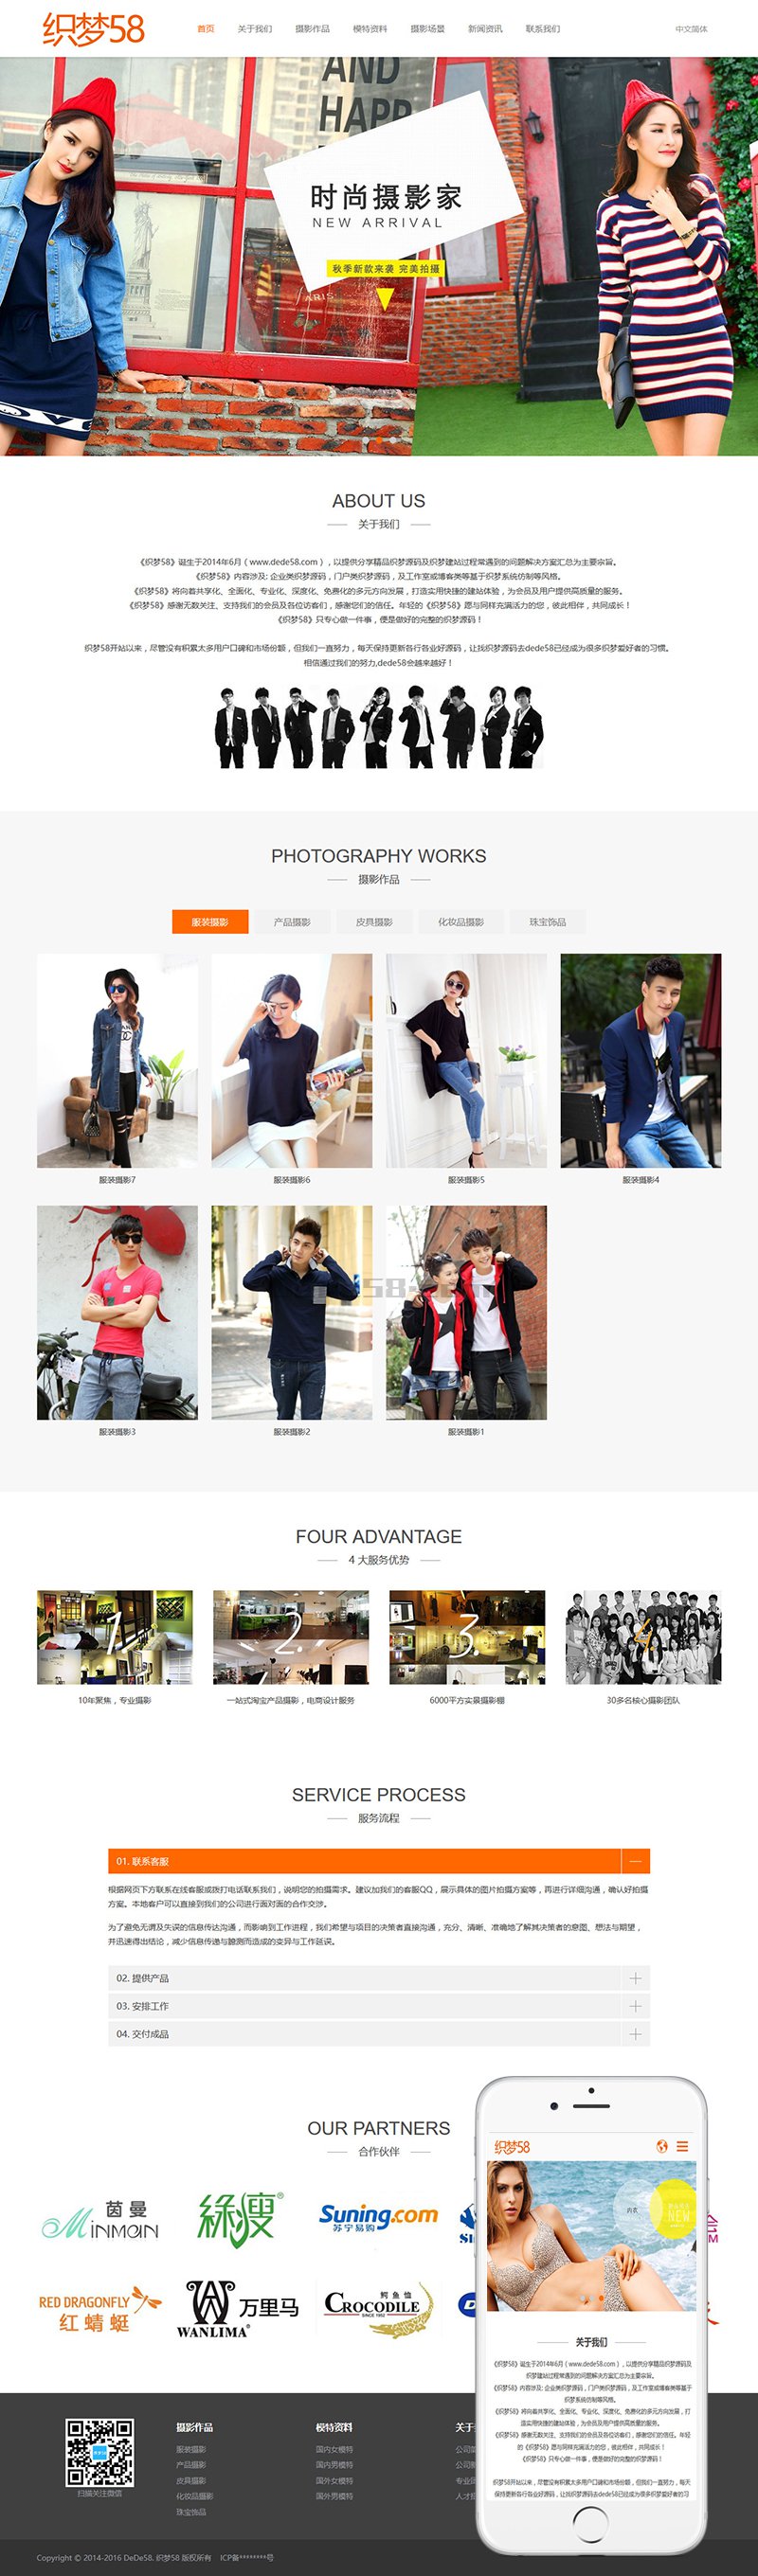 织梦58
首页 关于我们 摄影作品 模特资料 摄影场景 新闻资讯 联系我们 中文简体
AND
HAPP
时尚摄影家
NEW ARRIVAL
秋季新款来袭 完美拍摄
ABOUT US
关于我们
《织梦58》诞生于2014年6月（www.dede58.com），以提供分享精品织梦源码及织梦建站过程常遇到的问题解决方案汇总为主要宗旨。
《织梦58》内容涉及: 企业类织梦源码，门户类织梦源码，及工作室或博客类等基于织梦系统仿制等风格。
《织梦58》将向着共享化、全面化、专业化、深度化、免费化的多元方向发展，打造实用快捷的建站体验，为会员及用户提供高质量的服务。
《织梦58》感谢无数关注、支持我们的会员及各位访客们，感谢您们的信任。年轻的《织梦58》愿与同样充满活力的您，彼此相伴，共同成长！
《织梦58》只专心做一件事，便是做好的完整的织梦源码！
织梦58开站以来，尽管没有积累太多用户口碑和市场份额，但我们一直努力，每天保持更新各行各业好源码，让找织梦源码去dede58已经成为很多织梦爱好者的习惯。
相信通过我们的努力,dede58会越来越好！
PHOTOGRAPHY WORKS
摄影作品
服装摄影 产品摄影 皮具摄影 化妆品摄影 珠宝饰品
服装摄影7 服装摄影6 服装摄影5 服装摄影4
服装摄影3 服装摄影2 服装摄影1
FOUR ADVANTAGE
4 大服务优势
1. 2. 3. 4.
10年聚焦，专业摄影 一站式淘宝产品摄影，电商设计服务 6000平方实景摄影棚 30多名核心摄影团队
SERVICE PROCESS
服务流程
01. 联系客服
根据网页下方联系在线客服或拨打电话联系我们，说明您的拍摄需求。建议加我们的客服QQ，展示具体的图片拍摄方案等，再进行详细沟通，确认好拍摄
方案。本地客户可以直接到我们的公司进行面对面的合作交涉。
为了避免无谓及失误的信息传达沟通，而影响到工作进程，我们希望与项目的决策者直接沟通，充分、清晰、准确地了解其决策者的意图、想法与期望，
并迅速得出结论，减少信息传递与臆测而造成的变异与工作延误。
02. 提供产品
03. 安排工作
04. 交付成品
OUR PARTNERS
合作伙伴
茵曼
MINMAN
綠瘦
Suning.com
苏宁易购
RED DRAGONFLY
红蜻蜓
WANLIMA
万里马
鳄鱼恤
CROCODILE
SINCE 1952
织梦58
内衣
NEW
关于我们
《织梦58》诞生于2014年6月（www.dede58.com），以提供分享精品织梦源码及
织梦建站过程常遇到的问题解决方案汇总为主要宗旨。
《织梦58》内容涉及: 企业类织梦源码，门户类织梦源码，及工作室或博客类等基于
织梦系统仿制等风格。
《织梦58》将向着共享化、全面化、专业化、深度化、免费化的多元方向发展，打
造实用快捷的建站体验，为会员及用户提供高质量的服务。
《织梦58》感谢无数关注、支持我们的会员及各位访客们，感谢您们的信任。年轻
的《织梦58》愿与同样充满活力的您，彼此相伴，共同成长！
《织梦58》只专心做一件事，便是做好的完整的织梦源码！
织梦58开站以来，尽管没有积累太多用户口碑和市场份额，但我们一直努力，每天
保持更新各行各业好源码，让找织梦源码去dede58已经成为很多织梦爱好者的习
扫描关注微信
摄影作品
服装摄影
产品摄影
皮具摄影
化妆品摄影
珠宝饰品
模特资料
国内女模特
国内男模特
国外女模特
国外男模特
关于
Copyright © 2014-2016 DeDe58. 织梦58 版权所有 ICP备********号